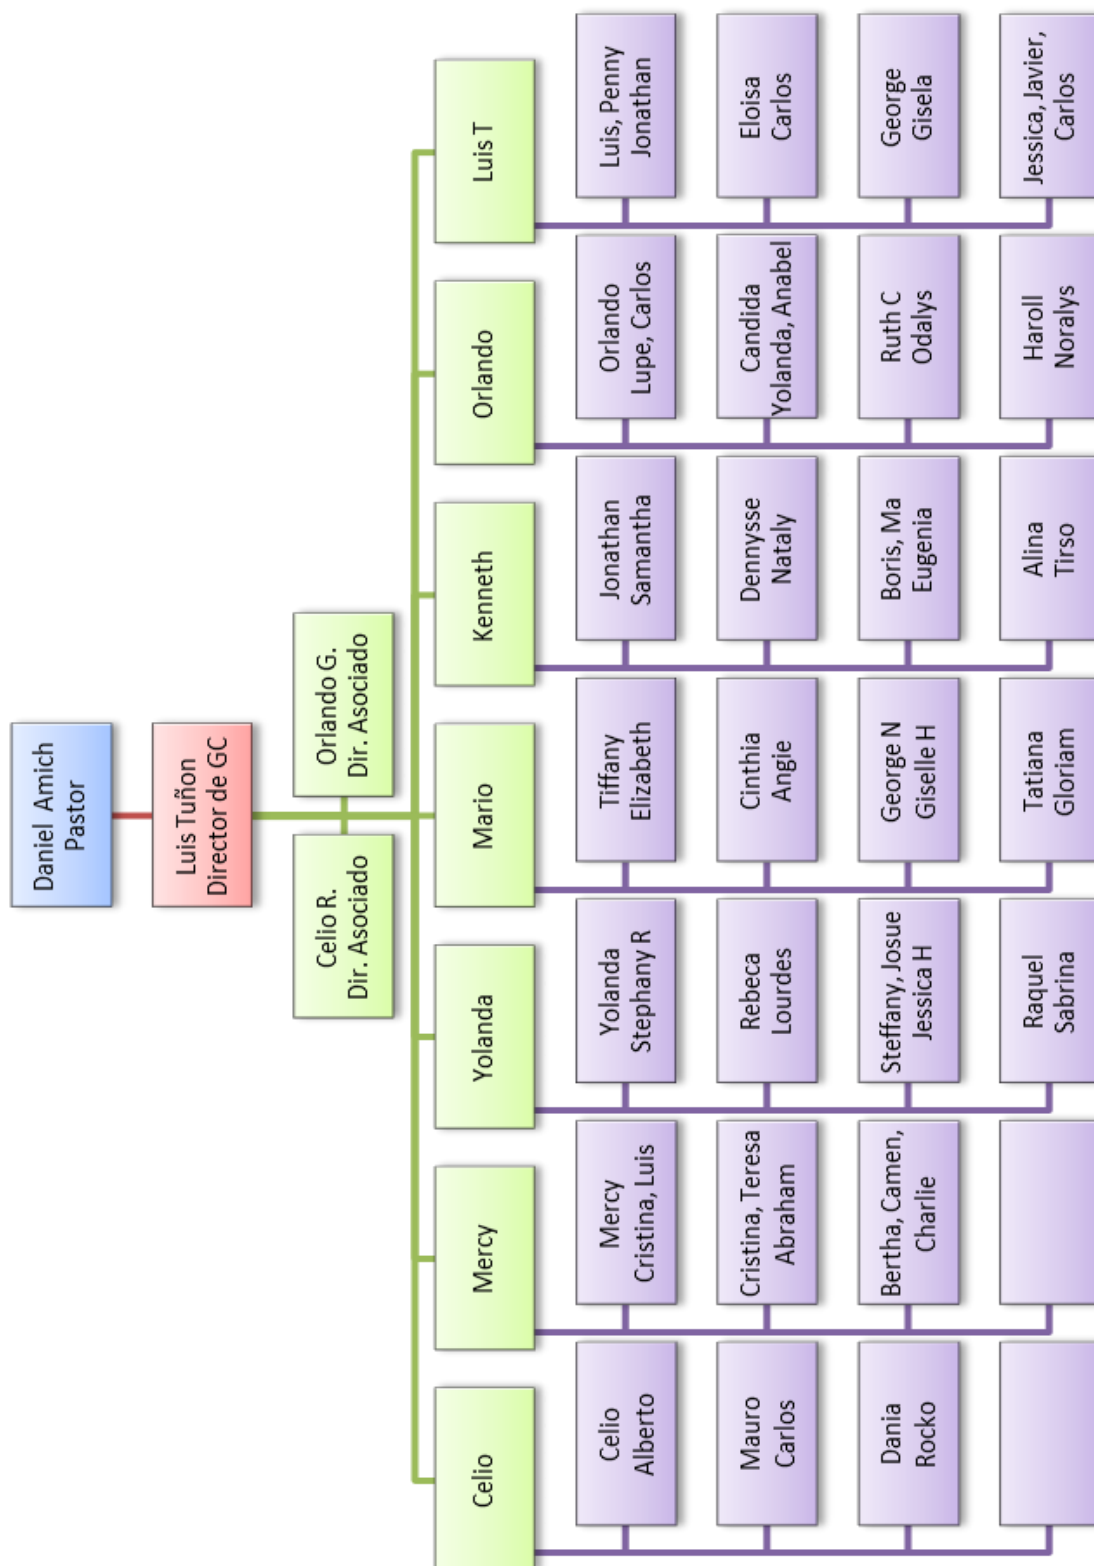 Daniel Amich
Pastor
Luis Tuñon
Director de GC
Celio R.
Dir. Asociado
Orlando G.
Dir. Asociado
Celio
Mercy
Yolanda
Mario
Kenneth
Orlando
Luis T
Celio
Alberto
Mercy
Cristina, Luis
Yolanda
Stephany R
Tiffany
Elizabeth
Jonathan
Samantha
Orlando
Lupe, Carlos
Luis, Penny
Jonathan
Mauro
Carlos
Cristina, Teresa
Abraham
Rebeca
Lourdes
Cinthia
Angie
Dennysse
Nataly
Candida
Yolanda, Anabel
Eloisa
Carlos
Dania
Rocko
Bertha, Camen,
Charlie
Steffany, Josue
Jessica H
George N
Giselle H
Boris, Ma
Eugenia
Ruth C
Odalys
George
Gisela
Raquel
Sabrina
Tatiana
Gloriam
Alina
Tirso
Haroll
Noralys
Jessica, Javier,
Carlos